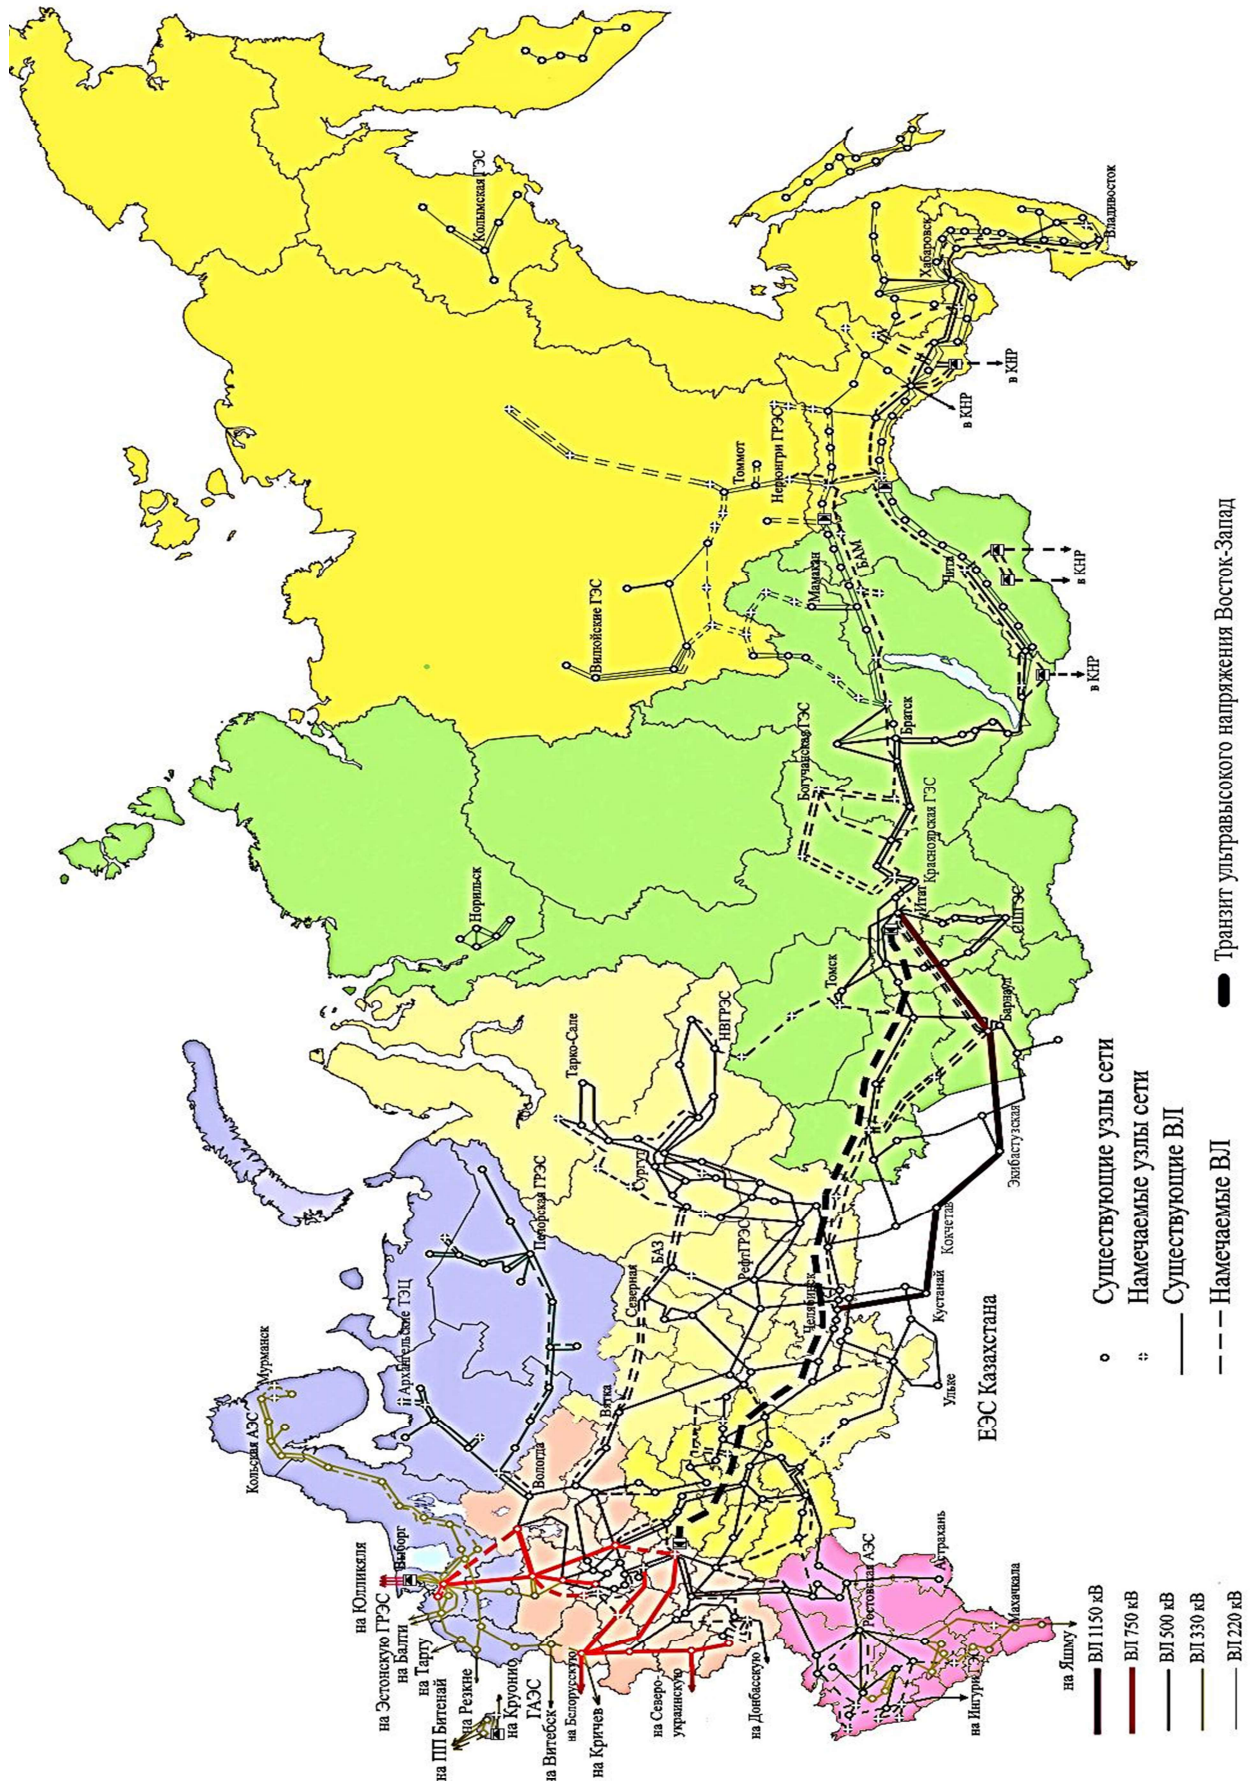 Колымская ГЭС
Томмот
Вилюйские ГЭС
Нерюнгри ГРЭС
Мамакан
БАМ
Чита
Хабаровск
Владивосток
в КНР
в КНР
в КНР
в КНР
Норильск
Богучанская ГЭС
Братск
Красноярская ГЭС
Итат
СШГЭС
Томск
Барнаул
Тарко-Сале
НВГРЭС
Сургут
Экибастузская
Кокчетав
Кустанай
Ульке
ЕЭС Казахстана
Печорская ГРЭС
БАЗ
РефтГРЭС
Северная
Челябинск
Архангельские ТЭЦ
Вятка
Вологда
Мурманск
Кольская АЭС
Выборг
на Юлликяля
на Эстонскую ГРЭС
на Балти
на Тарту
на ПП Битенай
на Резкне
на Круонио
ГАЭС
на Витебск
на Белорусскую
на Кричев
на Северо-
украинскую
на Донбасскую
Ростовская АЭС
Астрахань
Махачкала
на Ингури ГЭС
на Яшму
Существующие узлы сети
Намечаемые узлы сети
Существующие ВЛ
Намечаемые ВЛ
Транзит ультравысокого напряжения Восток-Запад
ВЛ 1150 кВ
ВЛ 750 кВ
ВЛ 500 кВ
ВЛ 330 кВ
ВЛ 220 кВ